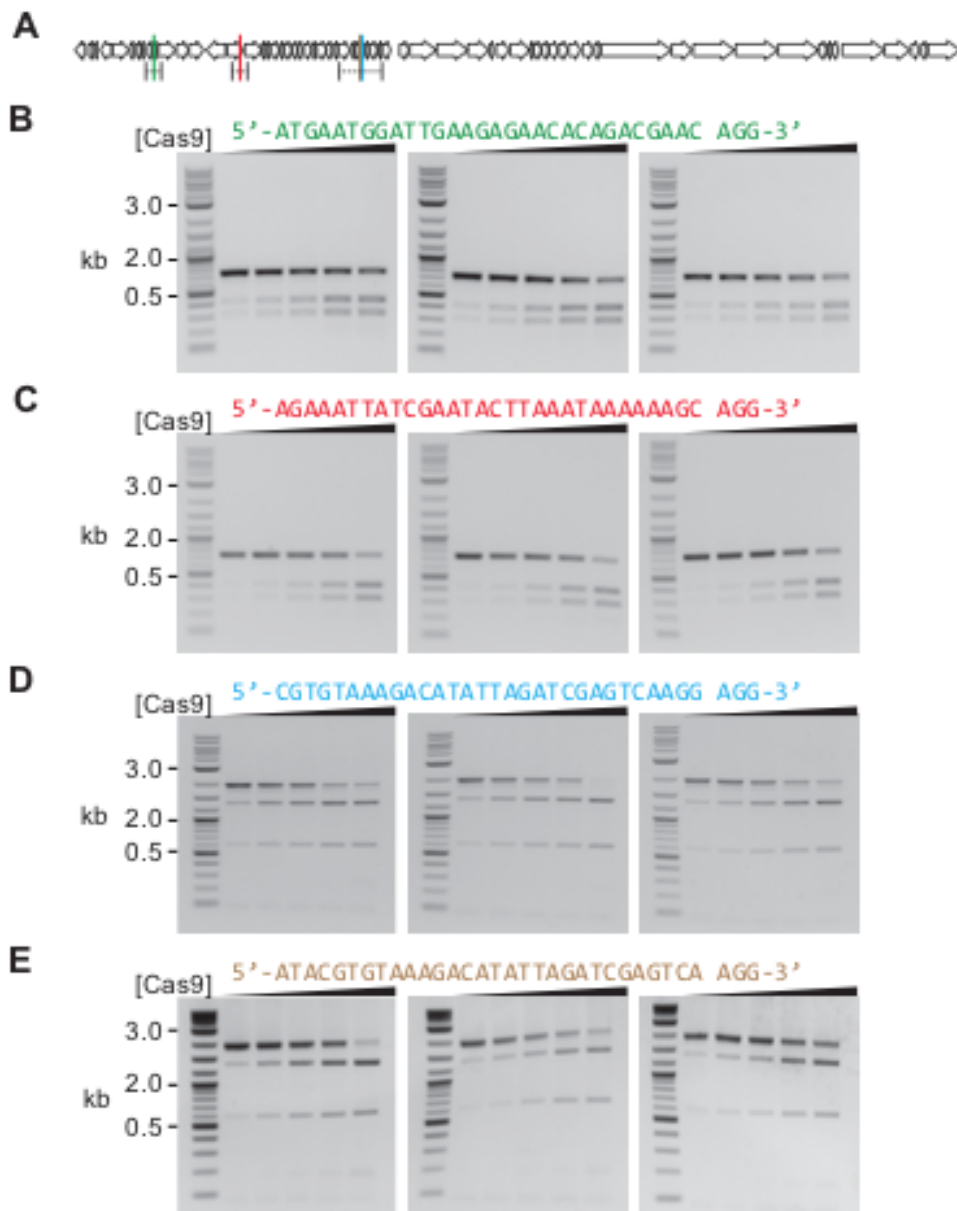 A
B
5'-ATGAATGGATTGAAGAGAACACAGACGAAC AGG-3'
[Cas9]
3.0
2.0
kb
0.5
C
5'-AGAAATTATCGAATACTTAAATAAAAAAGC AGG-3'
[Cas9]
3.0
2.0
kb
0.5
D
5'-CGTGTAAAGACATATTAGATCGAGTCAAGG AGG-3'
[Cas9]
3.0
2.0
kb
0.5
E
5'-ATACGTGTAAAGACATATTAGATCGAGTCA AGG-3'
[Cas9]
3.0
2.0
kb
0.5